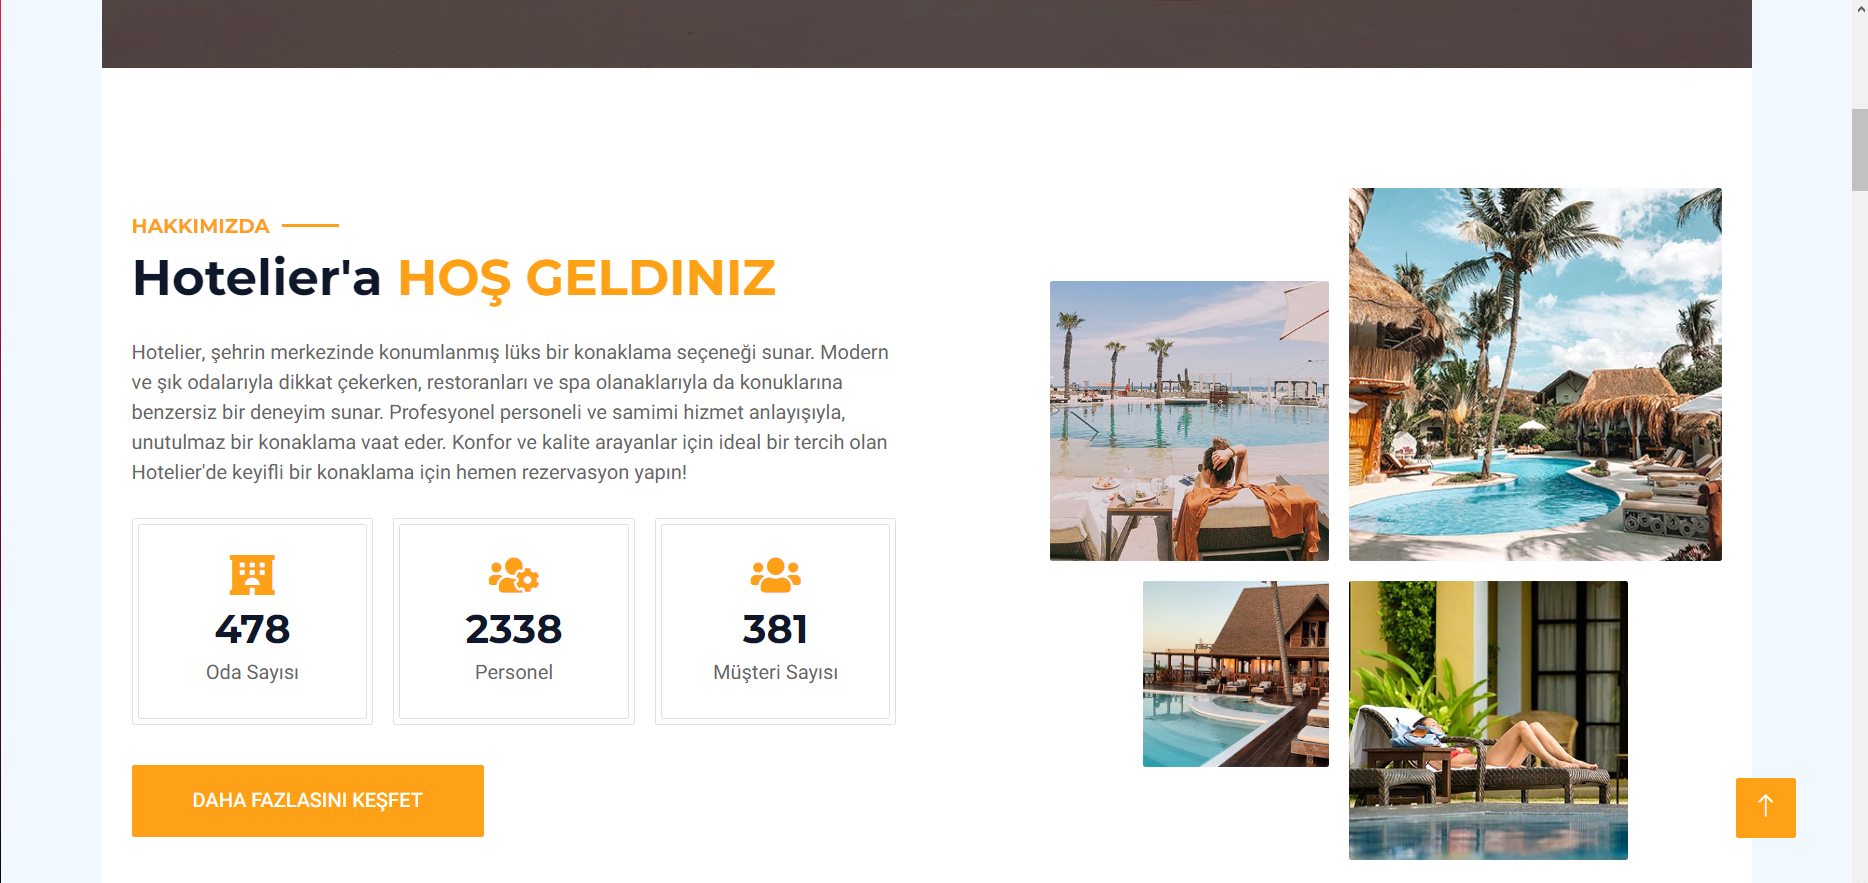 HAKKIMIZDA
Hotelier'a HOŞ GELDINIZ
Hotelier, şehrin merkezinde konumlanmış lüks bir konaklama seçeneği sunar. Modern
ve şık odalarıyla dikkat çekerken, restoranları ve spa olanaklarıyla da konuklarına
benzersiz bir deneyim sunar. Profesyonel personeli ve samimi hizmet anlayışıyla,
unutulmaz bir konaklama vaat eder. Konfor ve kalite arayanlar için ideal bir tercih olan
Hotelier'de keyifli bir konaklama için hemen rezervasyon yapın!
478
Oda Sayısı
2338
Personel
381
Müşteri Sayısı
DAHA FAZLASINI KEŞFET